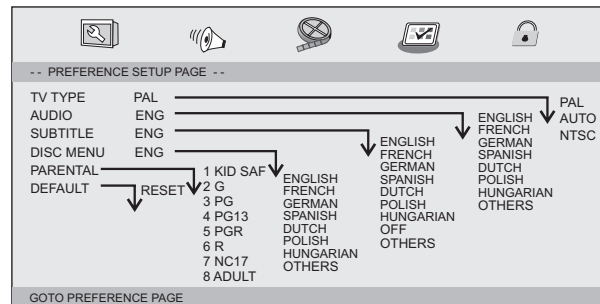 -- PREFERENCE SETUP PAGE --
TV TYPE PAL
AUDIO ENG
SUBTITLE ENG
DISC MENU ENG
PARENTAL
DEFAULT RESET
1 KID SAF
2 G
3 PG
4 PG13
5 PGR
6 R
7 NC17
8 ADULT
ENGLISH
FRENCH
GERMAN
SPANISH
DUTCH
POLISH
HUNGARIAN
OTHERS
ENGLISH
FRENCH
GERMAN
SPANISH
DUTCH
POLISH
HUNGARIAN
OFF
OTHERS
ENGLISH
FRENCH
GERMAN
SPANISH
DUTCH
POLISH
HUNGARIAN
OTHERS
PAL
AUTO
NTSC
GOTO PREFERENCE PAGE